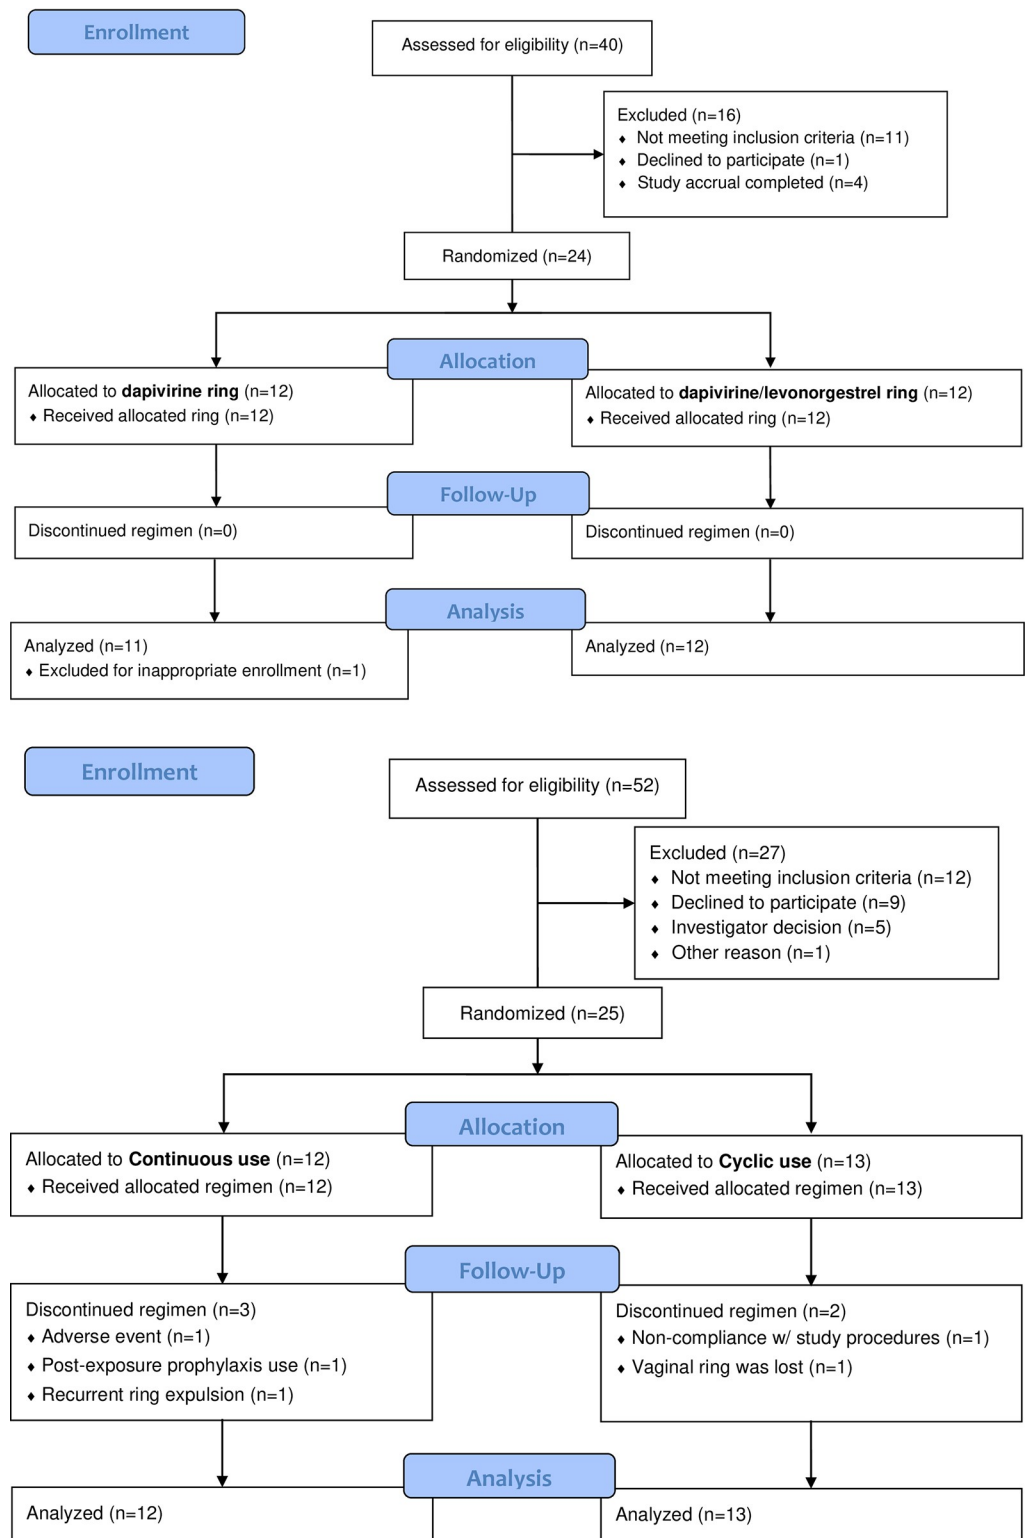 Enrollment
Assessed for eligibility (n=40)
Excluded (n=16)
♦ Not meeting inclusion criteria (n=11)
♦ Declined to participate (n=1)
♦ Study accrual completed (n=4)
Randomized (n=24)
Allocation
Allocated to dapivirine ring (n=12)
♦ Received allocated ring (n=12)
Allocated to dapivirine/levonorgestrel ring (n=12)
♦ Received allocated ring (n=12)
Follow-Up
Discontinued regimen (n=0)
Discontinued regimen (n=0)
Analysis
Analyzed (n=11)
♦ Excluded for inappropriate enrollment (n=1)
Analyzed (n=12)
Enrollment
Assessed for eligibility (n=52)
Excluded (n=27)
♦ Not meeting inclusion criteria (n=12)
♦ Declined to participate (n=9)
♦ Investigator decision (n=5)
♦ Other reason (n=1)
Randomized (n=25)
Allocation
Allocated to Continuous use (n=12)
♦ Received allocated regimen (n=12)
Allocated to Cyclic use (n=13)
♦ Received allocated regimen (n=13)
Follow-Up
Discontinued regimen (n=3)
♦ Adverse event (n=1)
♦ Post-exposure prophylaxis use (n=1)
♦ Recurrent ring expulsion (n=1)
Discontinued regimen (n=2)
♦ Non-compliance w/ study procedures (n=1)
♦ Vaginal ring was lost (n=1)
Analysis
Analyzed (n=12)
Analyzed (n=13)